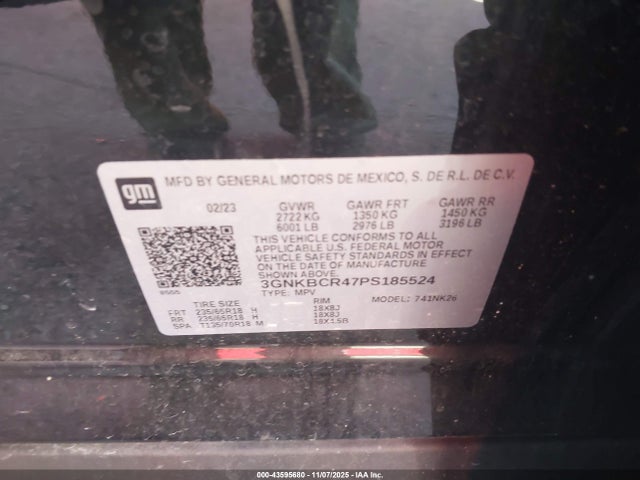 gm
MFD BY GENERAL MOTORS DE MEXICO, S. DE R.L. DE C.V.
02/23 GVWR GAWR FRT GAWR RR
2722 KG 1350 KG 1450 KG
6001 LB 2976 LB 3196 LB
THIS VEHICLE CONFORMS TO ALL
APPLICABLE U.S. FEDERAL MOTOR
VEHICLE SAFETY STANDARDS IN EFFECT
ON THE DATE OF MANUFACTURE
SHOWN ABOVE.
3GNKBCR47PS185524
TYPE: MPV MODEL: 741NK26
TIRE SIZE RIM
FRT 235/65R18 H 18X8J
RR 235/65R18 H 18X8J
SPA T135/70R18 M 18X4.5B
000-43595680 - 11/07/2025 - IAA Inc.